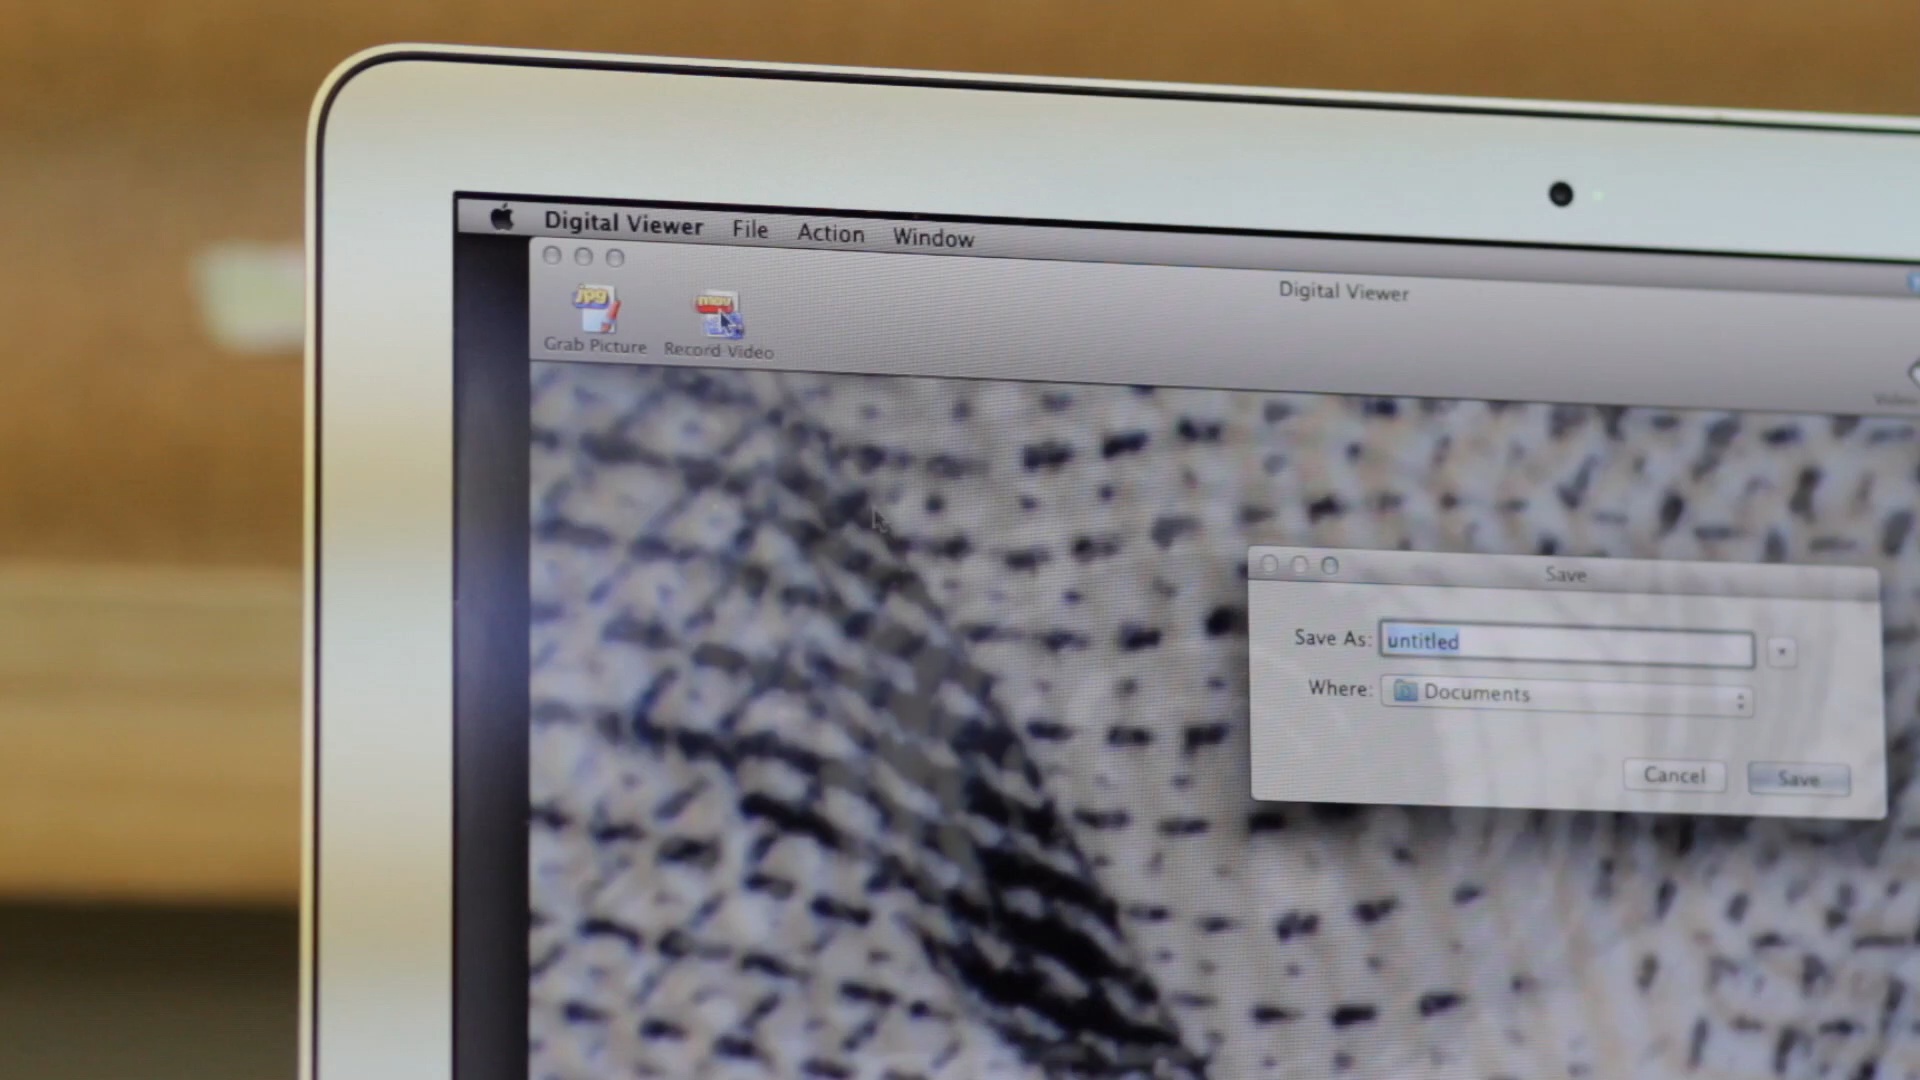 Digital Viewer File Action Window
Digital Viewer
jpg
mov
Grab Picture
Record Video
Save
Save As: untitled
Where: Documents
Cancel
Save